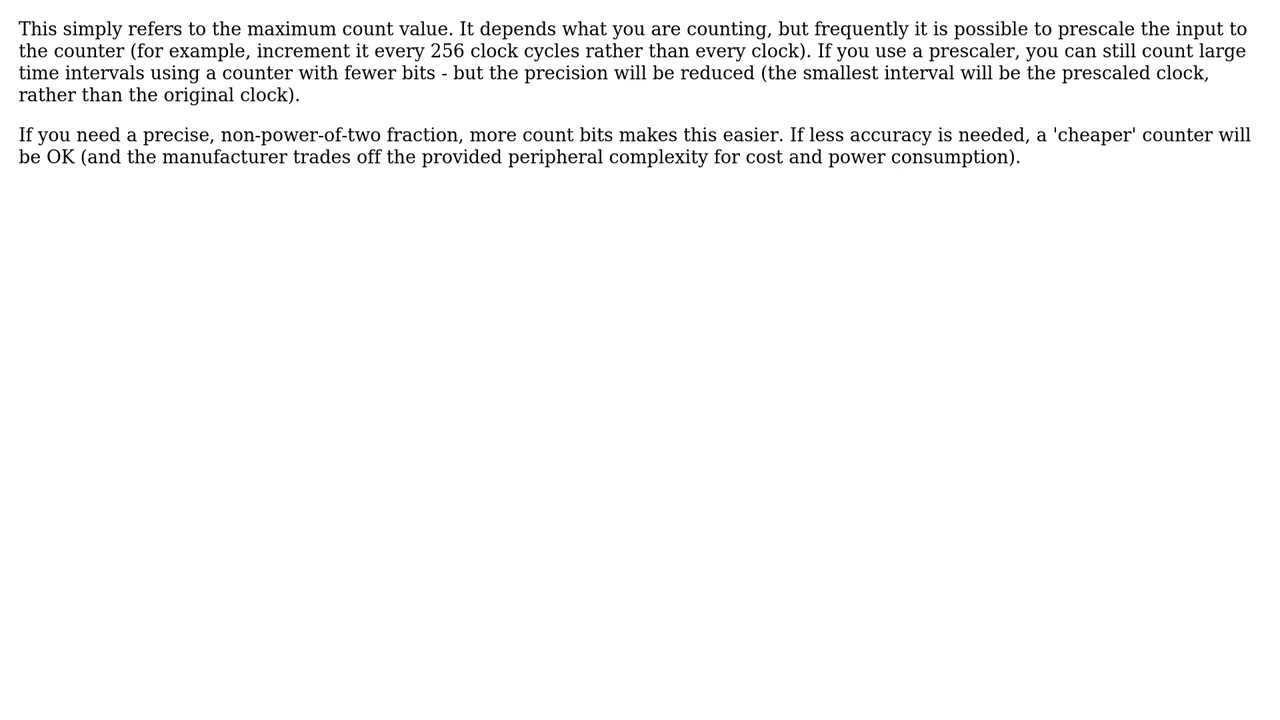 This simply refers to the maximum count value. It depends what you are counting, but frequently it is possible to prescale the input to
the counter (for example, increment it every 256 clock cycles rather than every clock). If you use a prescaler, you can still count large
time intervals using a counter with fewer bits - but the precision will be reduced (the smallest interval will be the prescaled clock,
rather than the original clock).
If you need a precise, non-power-of-two fraction, more count bits makes this easier. If less accuracy is needed, a 'cheaper' counter will
be OK (and the manufacturer trades off the provided peripheral complexity for cost and power consumption).